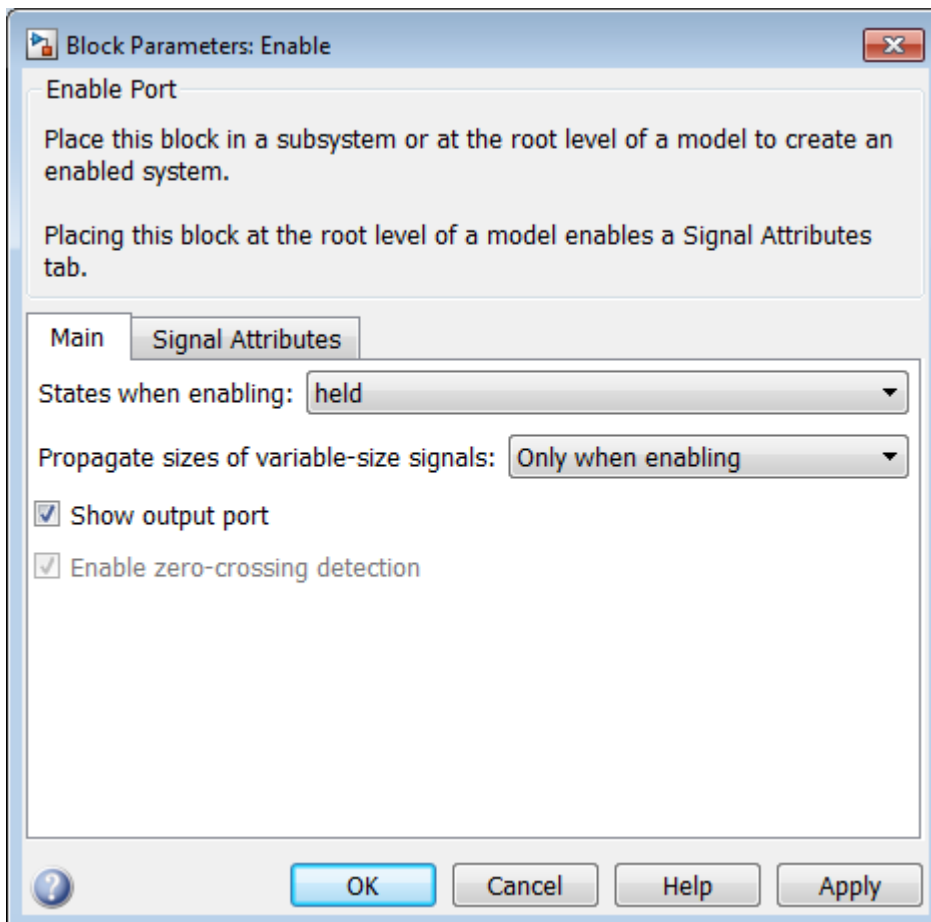 Block Parameters: Enable
Enable Port
Place this block in a subsystem or at the root level of a model to create an
enabled system.
Placing this block at the root level of a model enables a Signal Attributes
tab.
Main
Signal Attributes
States when enabling: held
Propagate sizes of variable-size signals: Only when enabling
Show output port
Enable zero-crossing detection
? OK Cancel Help Apply